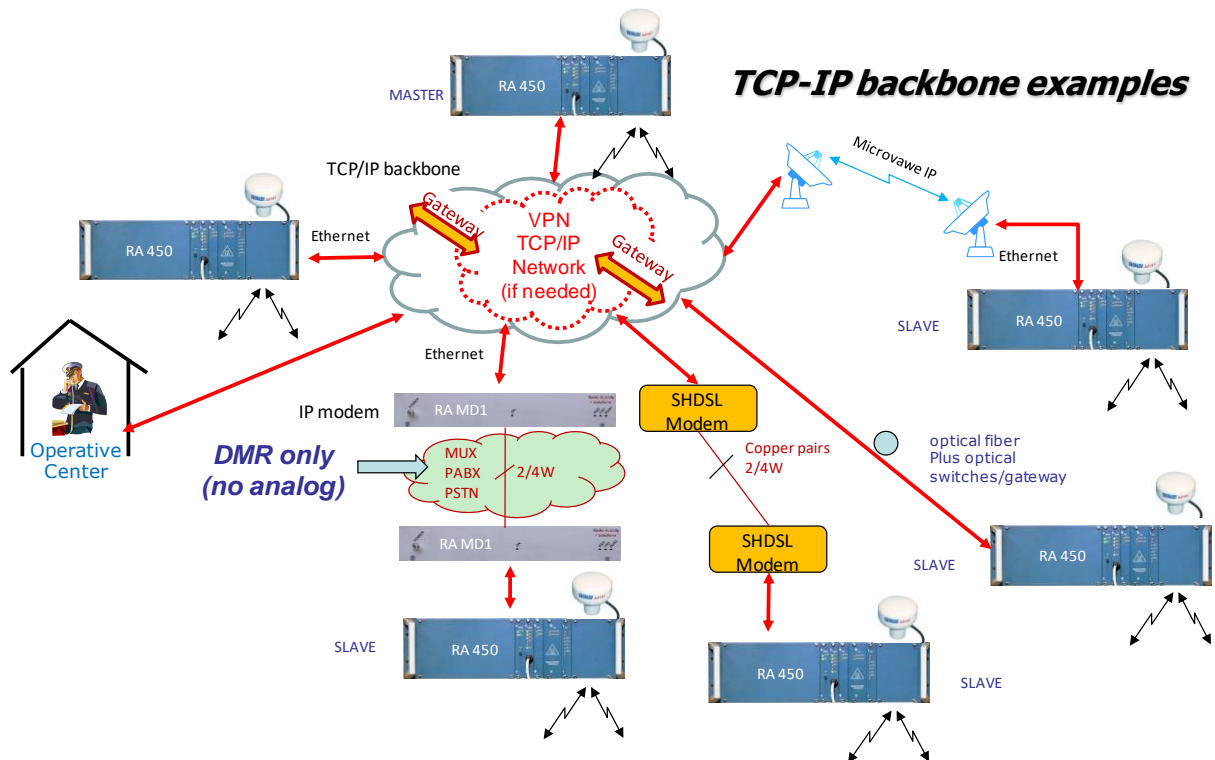 TCP-IP backbone examples
RA 450
MASTER
TCP/IP backbone
Microvawe IP
Gateway
VPN
TCP/IP
Network
(if needed)
Gateway
RA 450
Ethernet
Ethernet
RA 450
SLAVE
Operative
Center
Ethernet
IP modem
RA MD1
SHDSL
Modem
DMR only
(no analog)
MUX
PABX
PSTN
2/4W
Copper pairs
2/4W
optical fiber
Plus optical
switches/gateway
RA MD1
SHDSL
Modem
RA 450
SLAVE
SLAVE
RA 450
RA 450
SLAVE